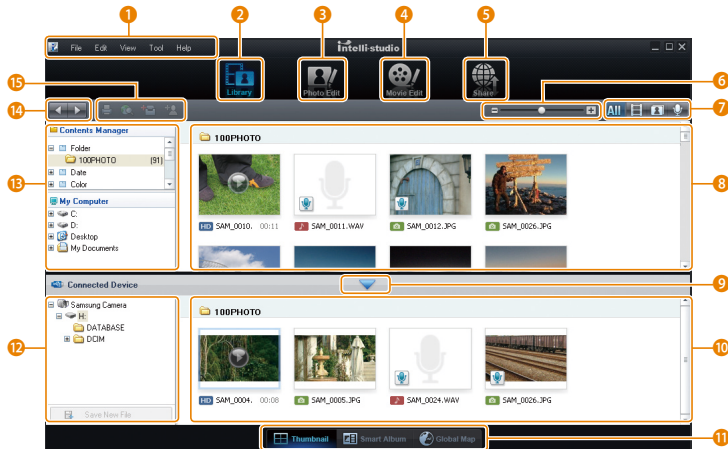 1 2 3 4 5
File Edit View Tool Help
intelli-studio
Library Photo Edit Movie Edit Share
15 6
14 All 7
Contents Manager
Folder
100PHOTO (91)
Date
Color
13
My Computer
C:
D:
Desktop
My Documents
100PHOTO
HD SAM_0010. 00:11 SAM_0011.WAV SAM_0012.JPG SAM_0026.JPG
8
Connected Device
9
Samsung Camera
H:
DATABASE
DCIM
12
Save New File
100PHOTO
HD SAM_0004. 00:08 SAM_0005.JPG SAM_0024.WAV SAM_0026.JPG
10
Thumbnail Smart Album Global Map
11